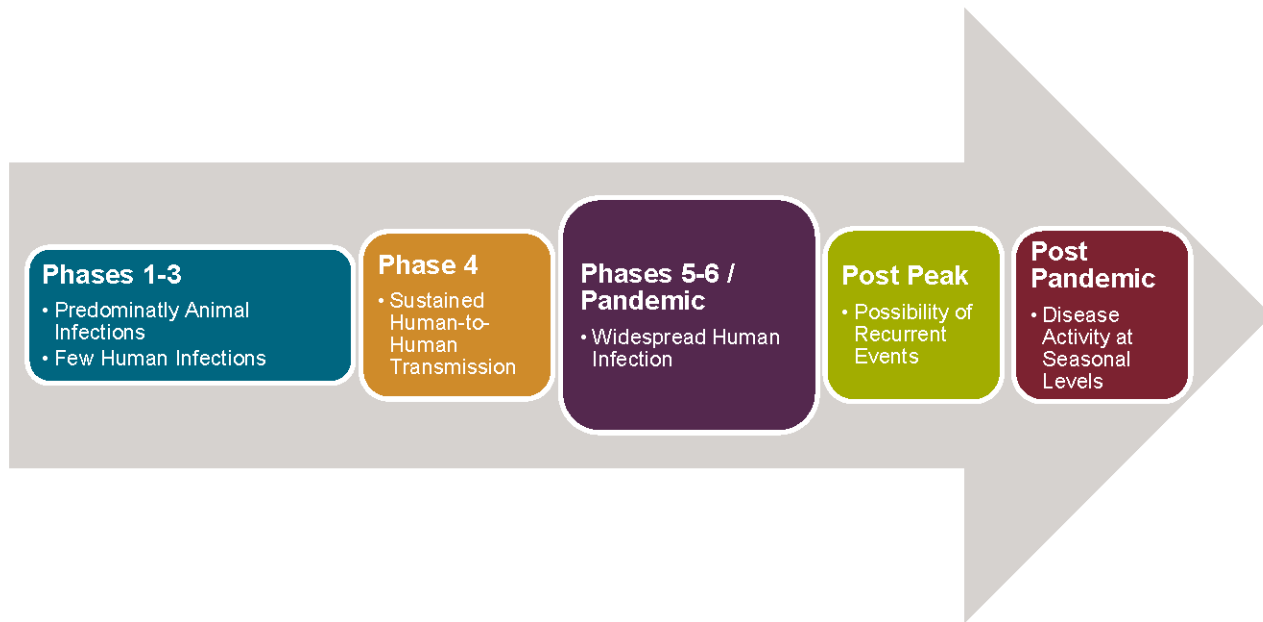 Phases 1-3
• Predominatly Animal
Infections
• Few Human Infections
Phase 4
• Sustained
Human-to-
Human
Transmission
Phases 5-6 /
Pandemic
• Widespread Human
Infection
Post Peak
• Possibility of
Recurrent
Events
Post
Pandemic
• Disease
Activity at
Seasonal
Levels